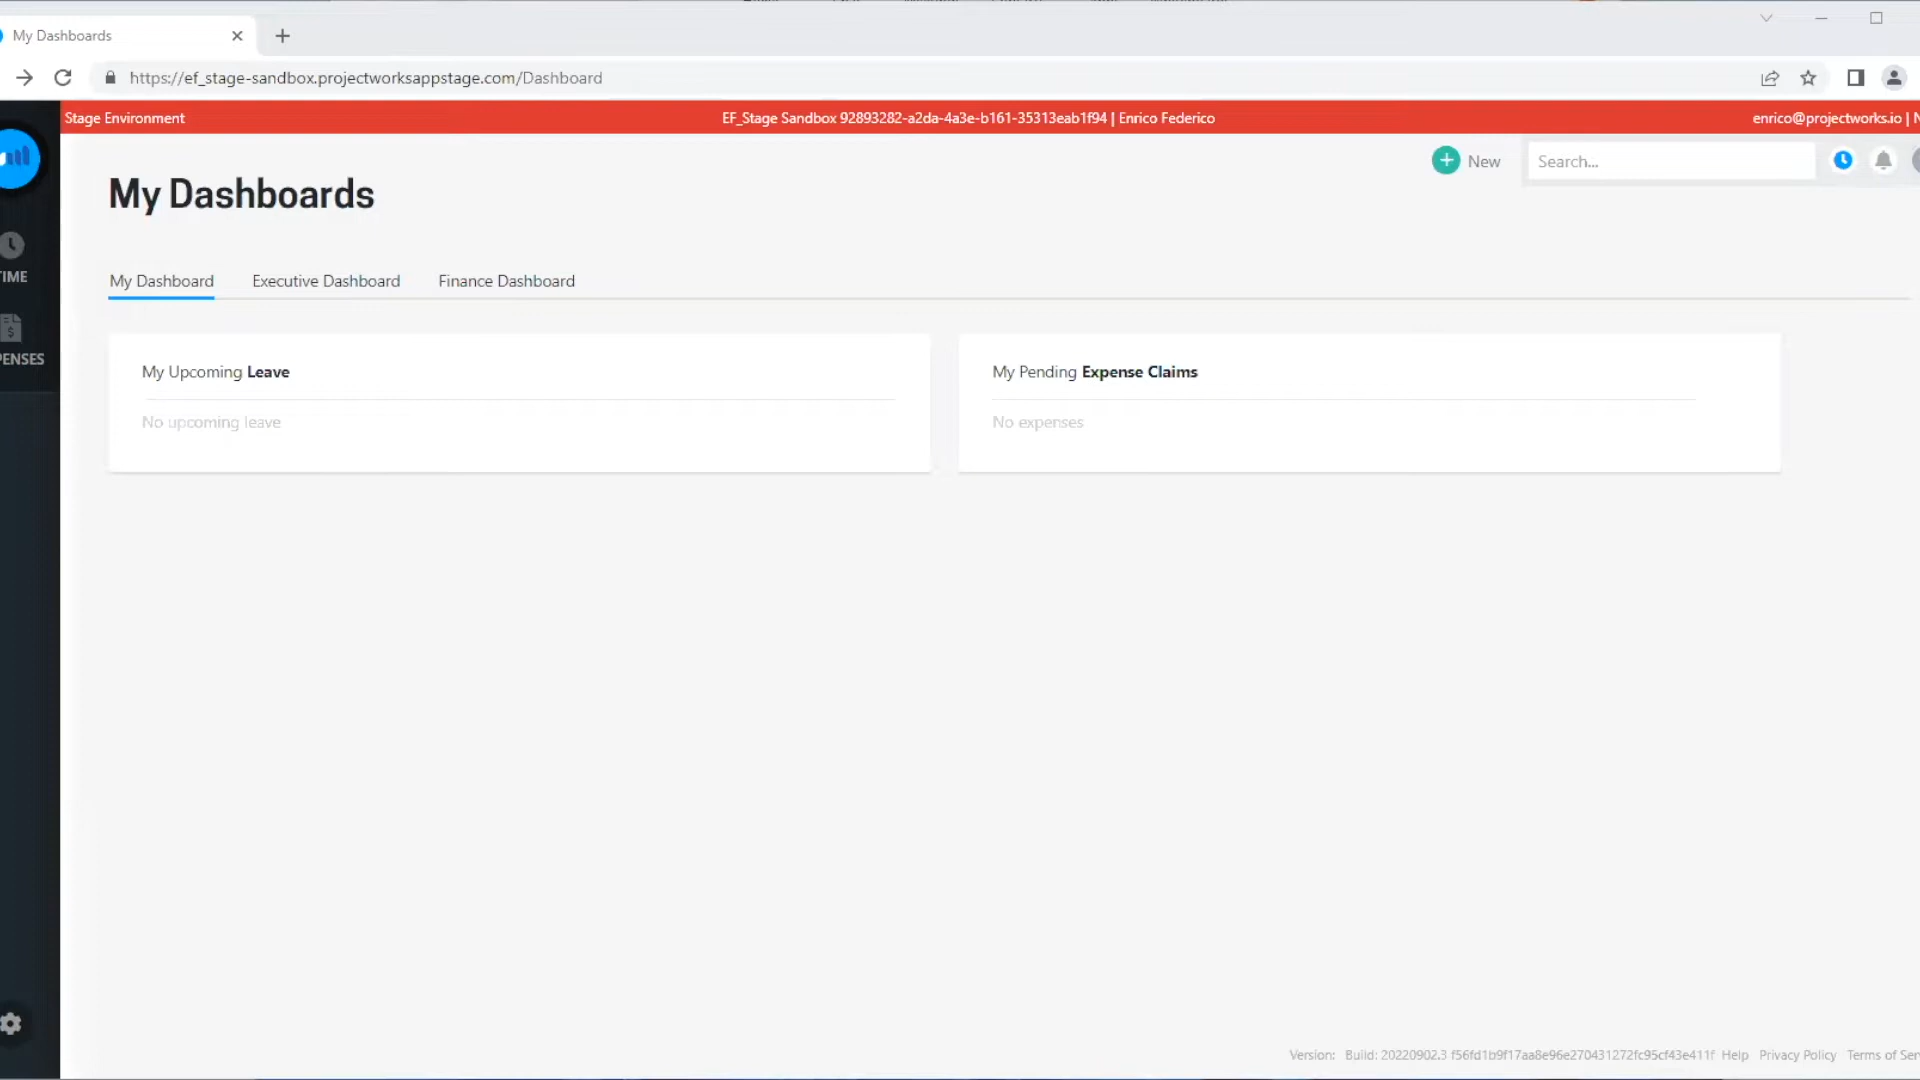 My Dashboards
https://ef_stage-sandbox.projectworksappstage.com/Dashboard
Stage Environment
EF_Stage Sandbox 92893282-a2da-4a3e-b161-35313eab1f94 | Enrico Federico
enrico@projectworks.io | N
New
Search...
My Dashboards
IME
PENSES
My Dashboard
Executive Dashboard
Finance Dashboard
My Upcoming Leave
No upcoming leave
My Pending Expense Claims
No expenses
Version: Build: 20220902.3 f56fd1b9f17aa8e96e270431272fc95cf43e411f Help Privacy Policy Terms of Ser